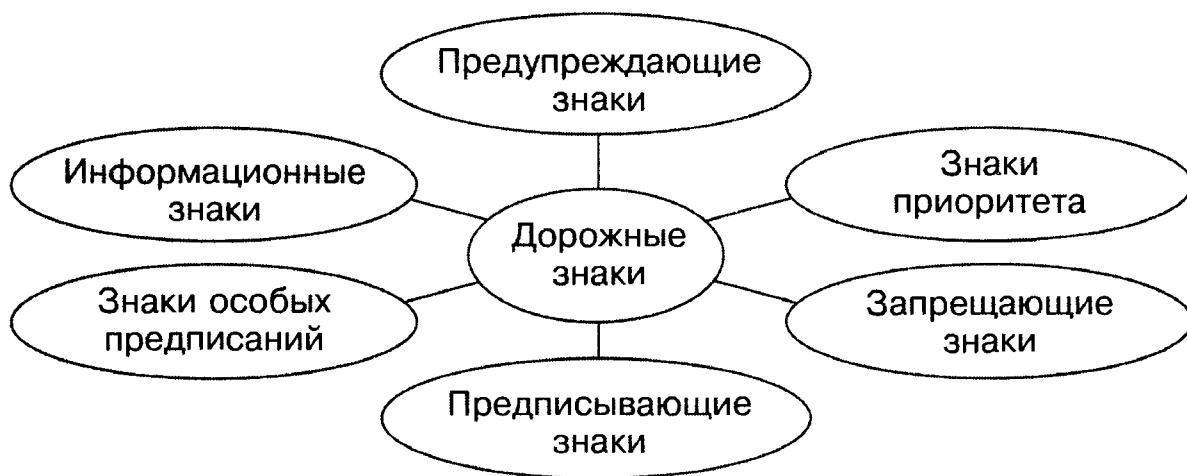 Предупреждающие
знаки
Информационные
знаки
Знаки
приоритета
Дорожные
знаки
Знаки особых
предписаний
Запрещающие
знаки
Предписывающие
знаки